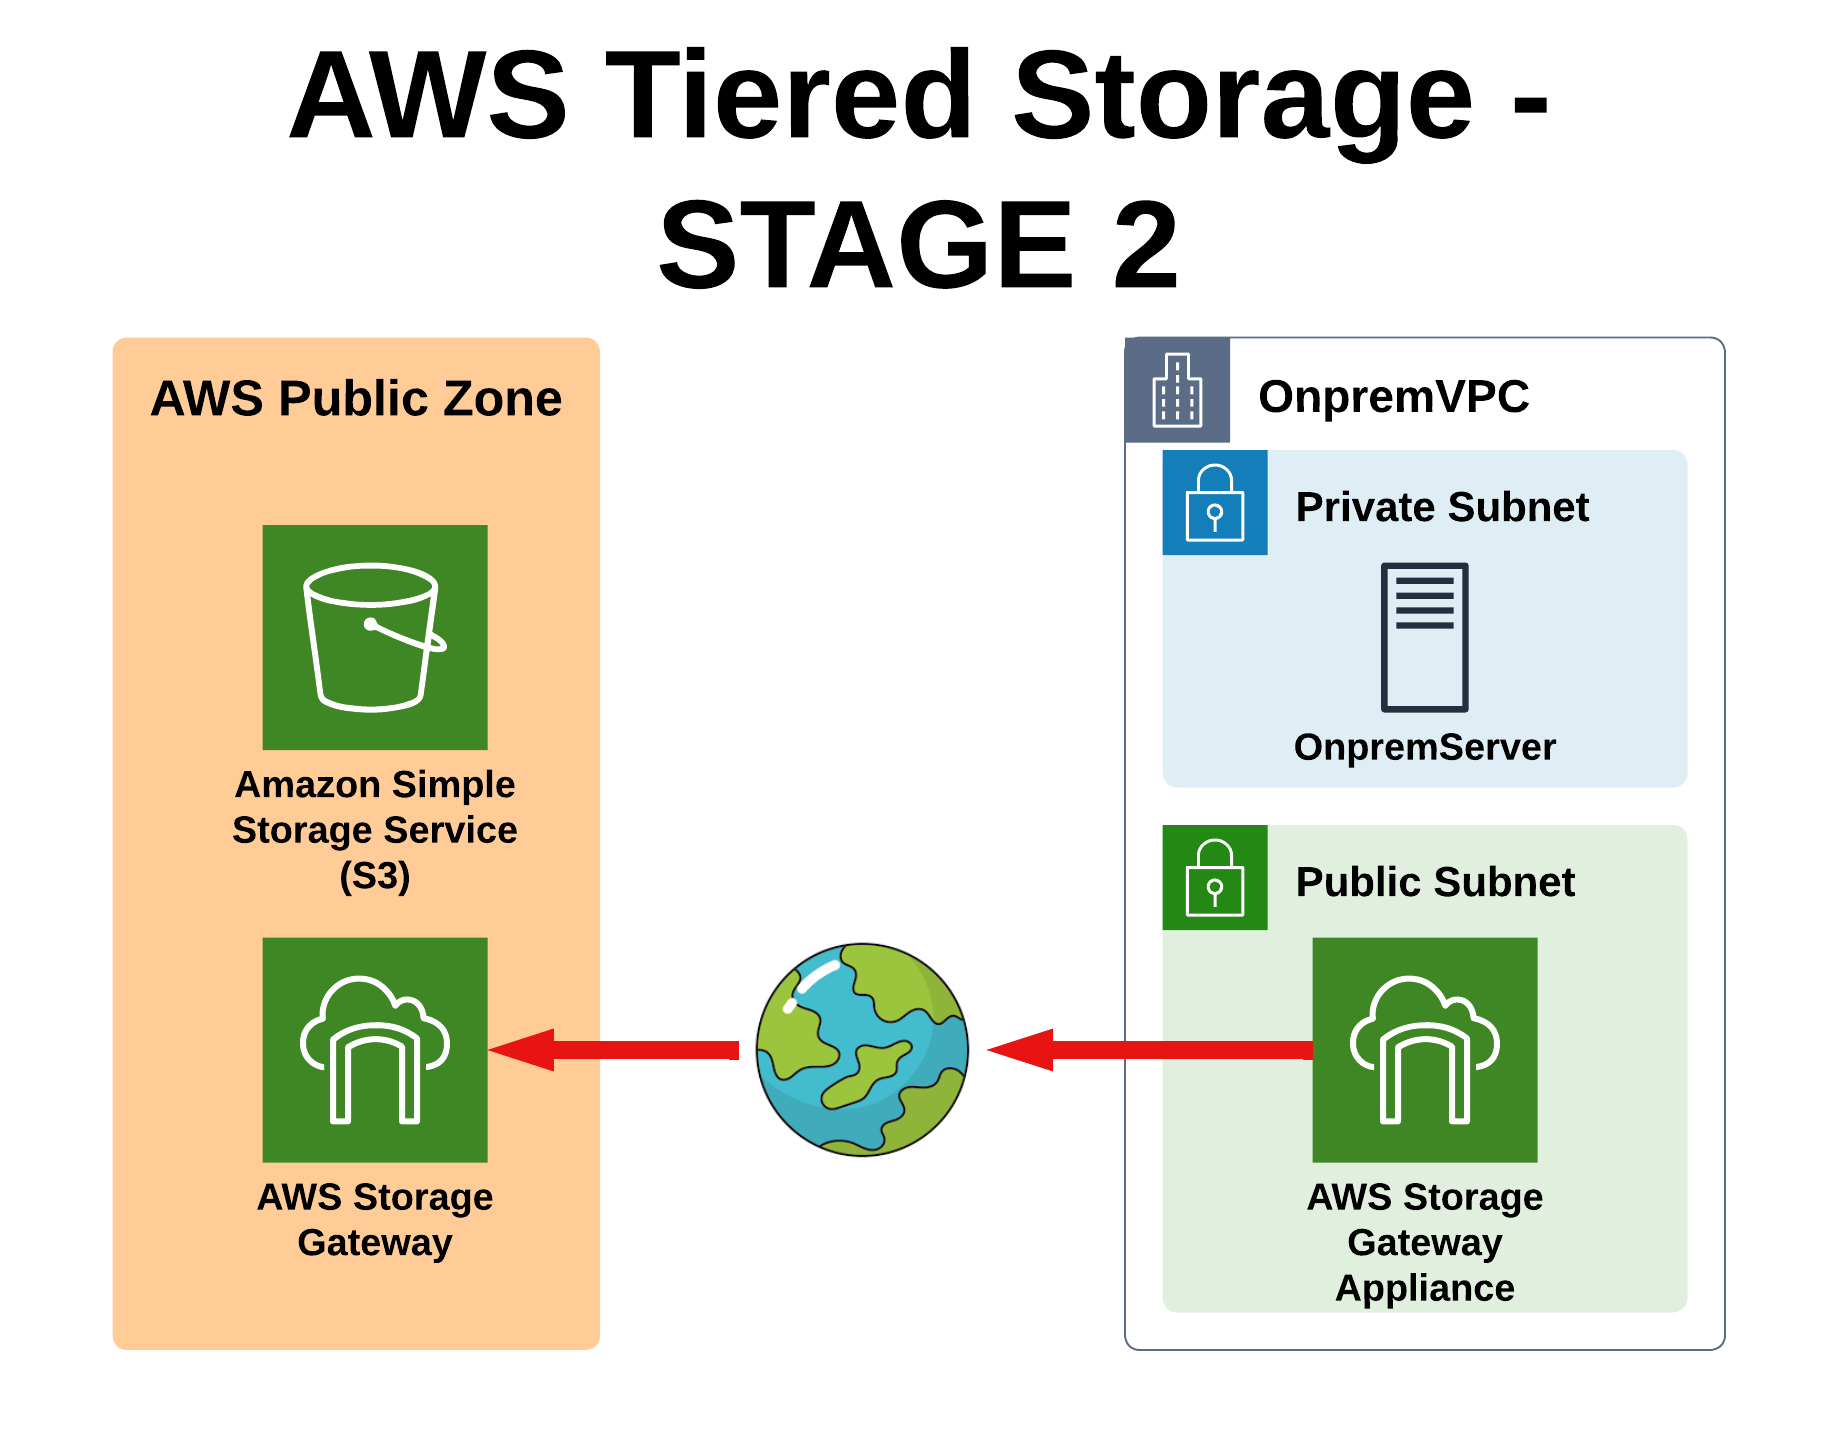 AWS Tiered Storage -
STAGE 2
AWS Public Zone
Amazon Simple
Storage Service
(S3)
AWS Storage
Gateway
OnpremVPC
Private Subnet
OnpremServer
Public Subnet
AWS Storage
Gateway
Appliance